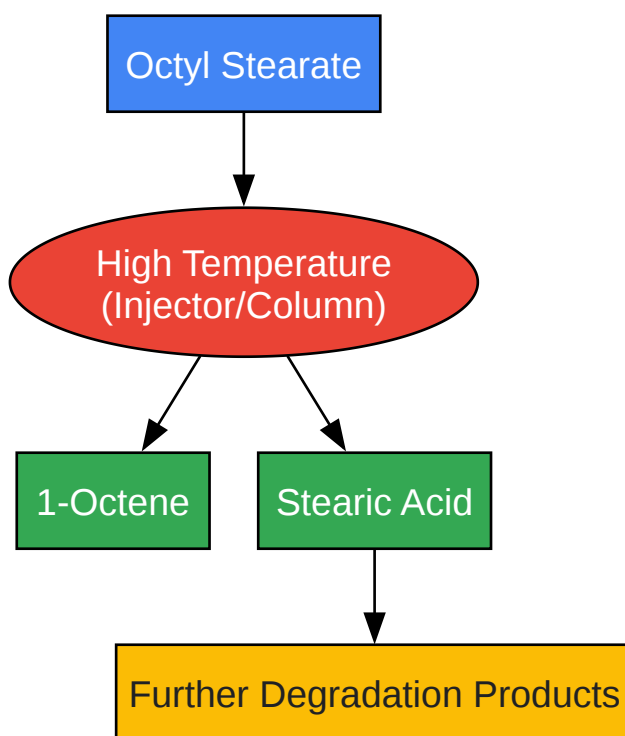 Octyl Stearate
High Temperature
(Injector/Column)
1-Octene
Stearic Acid
Further Degradation Products